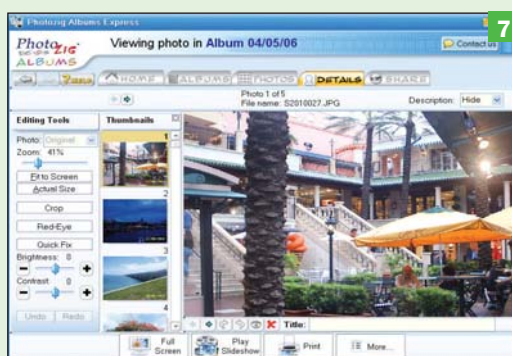 Photozig Albums Express
7
Photo ZIG
ALBUMS
Viewing photo in Album 04/05/06
Contact us
HOME ALBUMS PHOTOS DETAILS SHARE
Photo 1 of 5
File name: S2010027.JPG
Description: Hide
Editing Tools
Thumbnails
Photo: Original
Zoom: 41%
Fit to Screen
Actual Size
Crop
Red-Eye
Quick Fix
Brightness: 0
Contrast: 0
Undo Redo
1
2
3
4
Title:
Full Screen
Play Slideshow
Print
More...